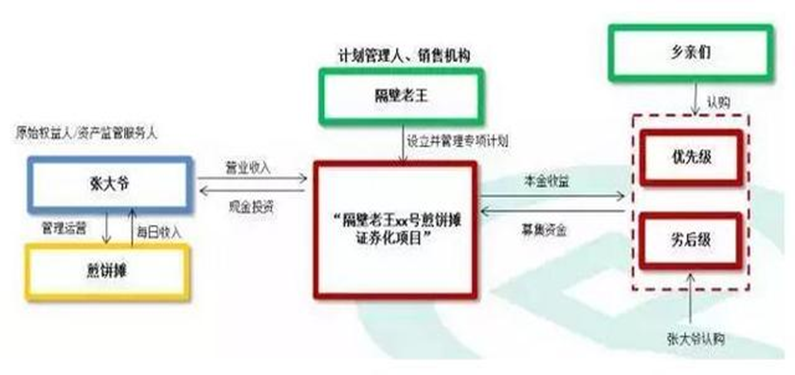 乡亲们
计划管理人、销售机构
隔壁老王
认购
原始权益人/资产监管服务人
设立并管理专项计划
优先级
张大爷
营业收入
现金投资
本金收益
“隔壁老王xx号煎饼摊
证券化项目”
管理运营
每日收入
募集资金
劣后级
煎饼摊
张大爷认购